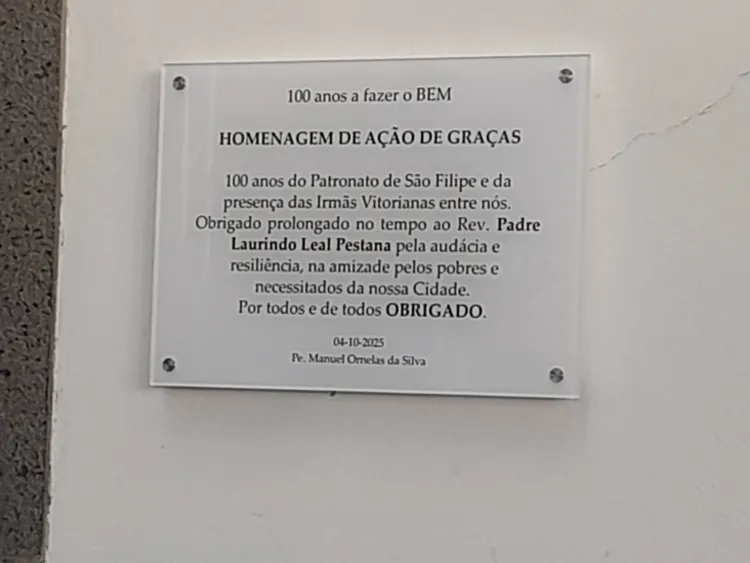 100 anos a fazer o BEM
HOMENAGEM DE AÇÃO DE GRAÇAS
100 anos do Patronato de São Filipe e da
presença das Irmãs Vitorianas entre nós.
Obrigado prolongado no tempo ao Rev. Padre
Laurindo Leal Pestana pela audácia e
resiliência, na amizade pelos pobres e
necessitados da nossa Cidade.
Por todos e de todos OBRIGADO.
04-10-2025
Pe. Manuel Ornelas da Silva